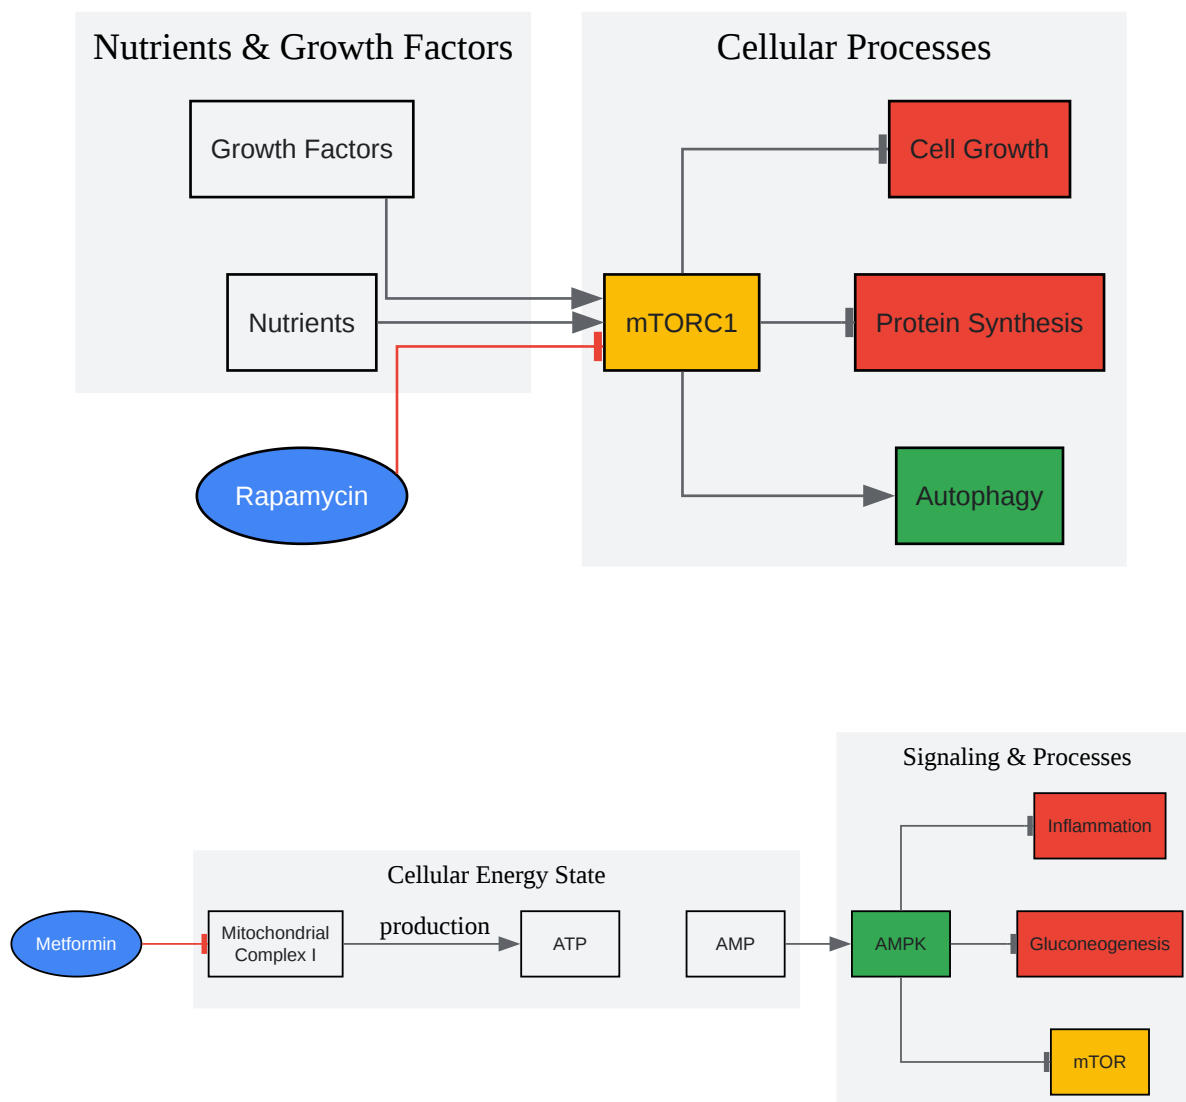 Nutrients & Growth Factors
Cellular Processes
Growth Factors
Cell Growth
Nutrients
mTORC1
Protein Synthesis
Rapamycin
Autophagy
Signaling & Processes
Inflammation
Cellular Energy State
production
Metformin
Mitochondrial
Complex I
ATP
AMP
AMPK
Gluconeogenesis
mTOR